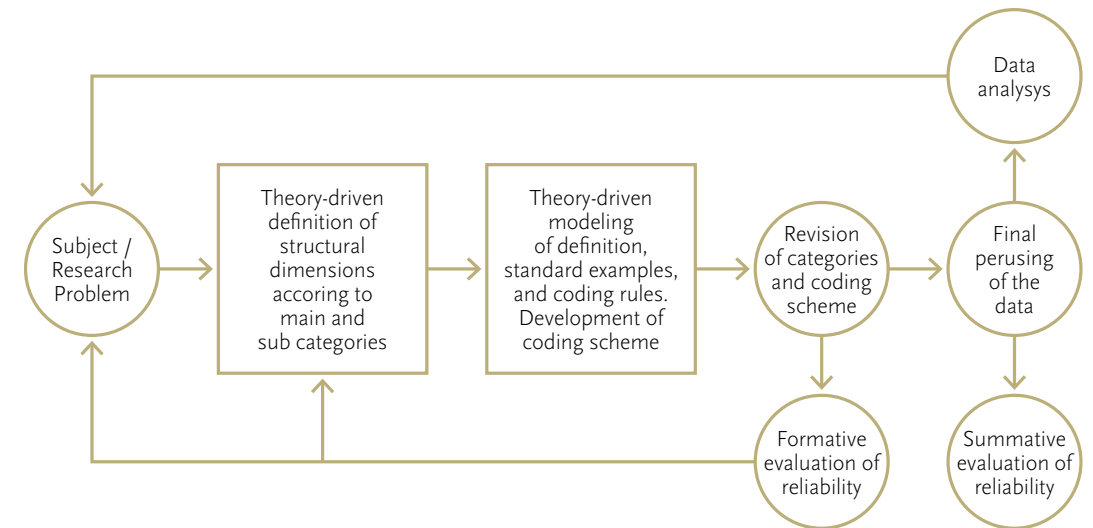 Data
analysys
Subject /
Research
Problem
Theory-driven
definition of
structural
dimensions
accoring to
main and
sub categories
Theory-driven
modeling
of definition,
standard examples,
and coding rules.
Development of
coding scheme
Revision
of categories
and coding
scheme
Final
perusing
of the
data
Formative
evaluation of
reliability
Summative
evaluation of
reliability